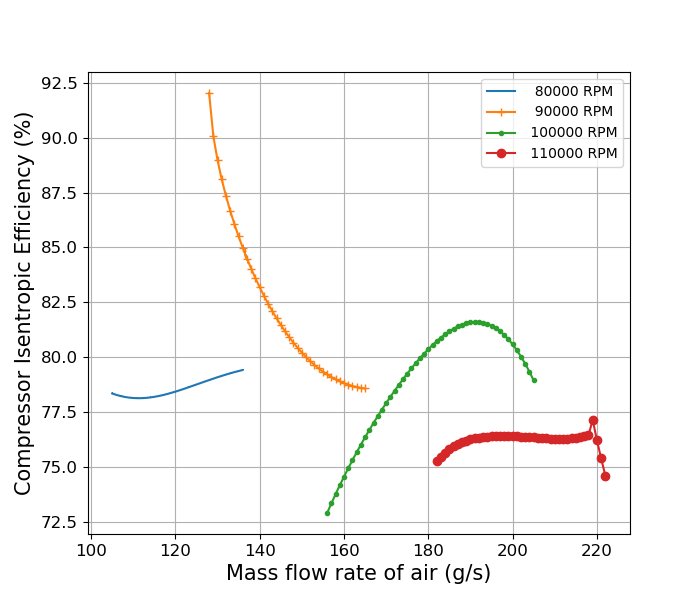 80000 RPM
90000 RPM
100000 RPM
110000 RPM
Compressor Isentropic Efficiency (%)
92.5
90.0
87.5
85.0
82.5
80.0
77.5
75.0
72.5
100 120 140 160 180 200 220
Mass flow rate of air (g/s)